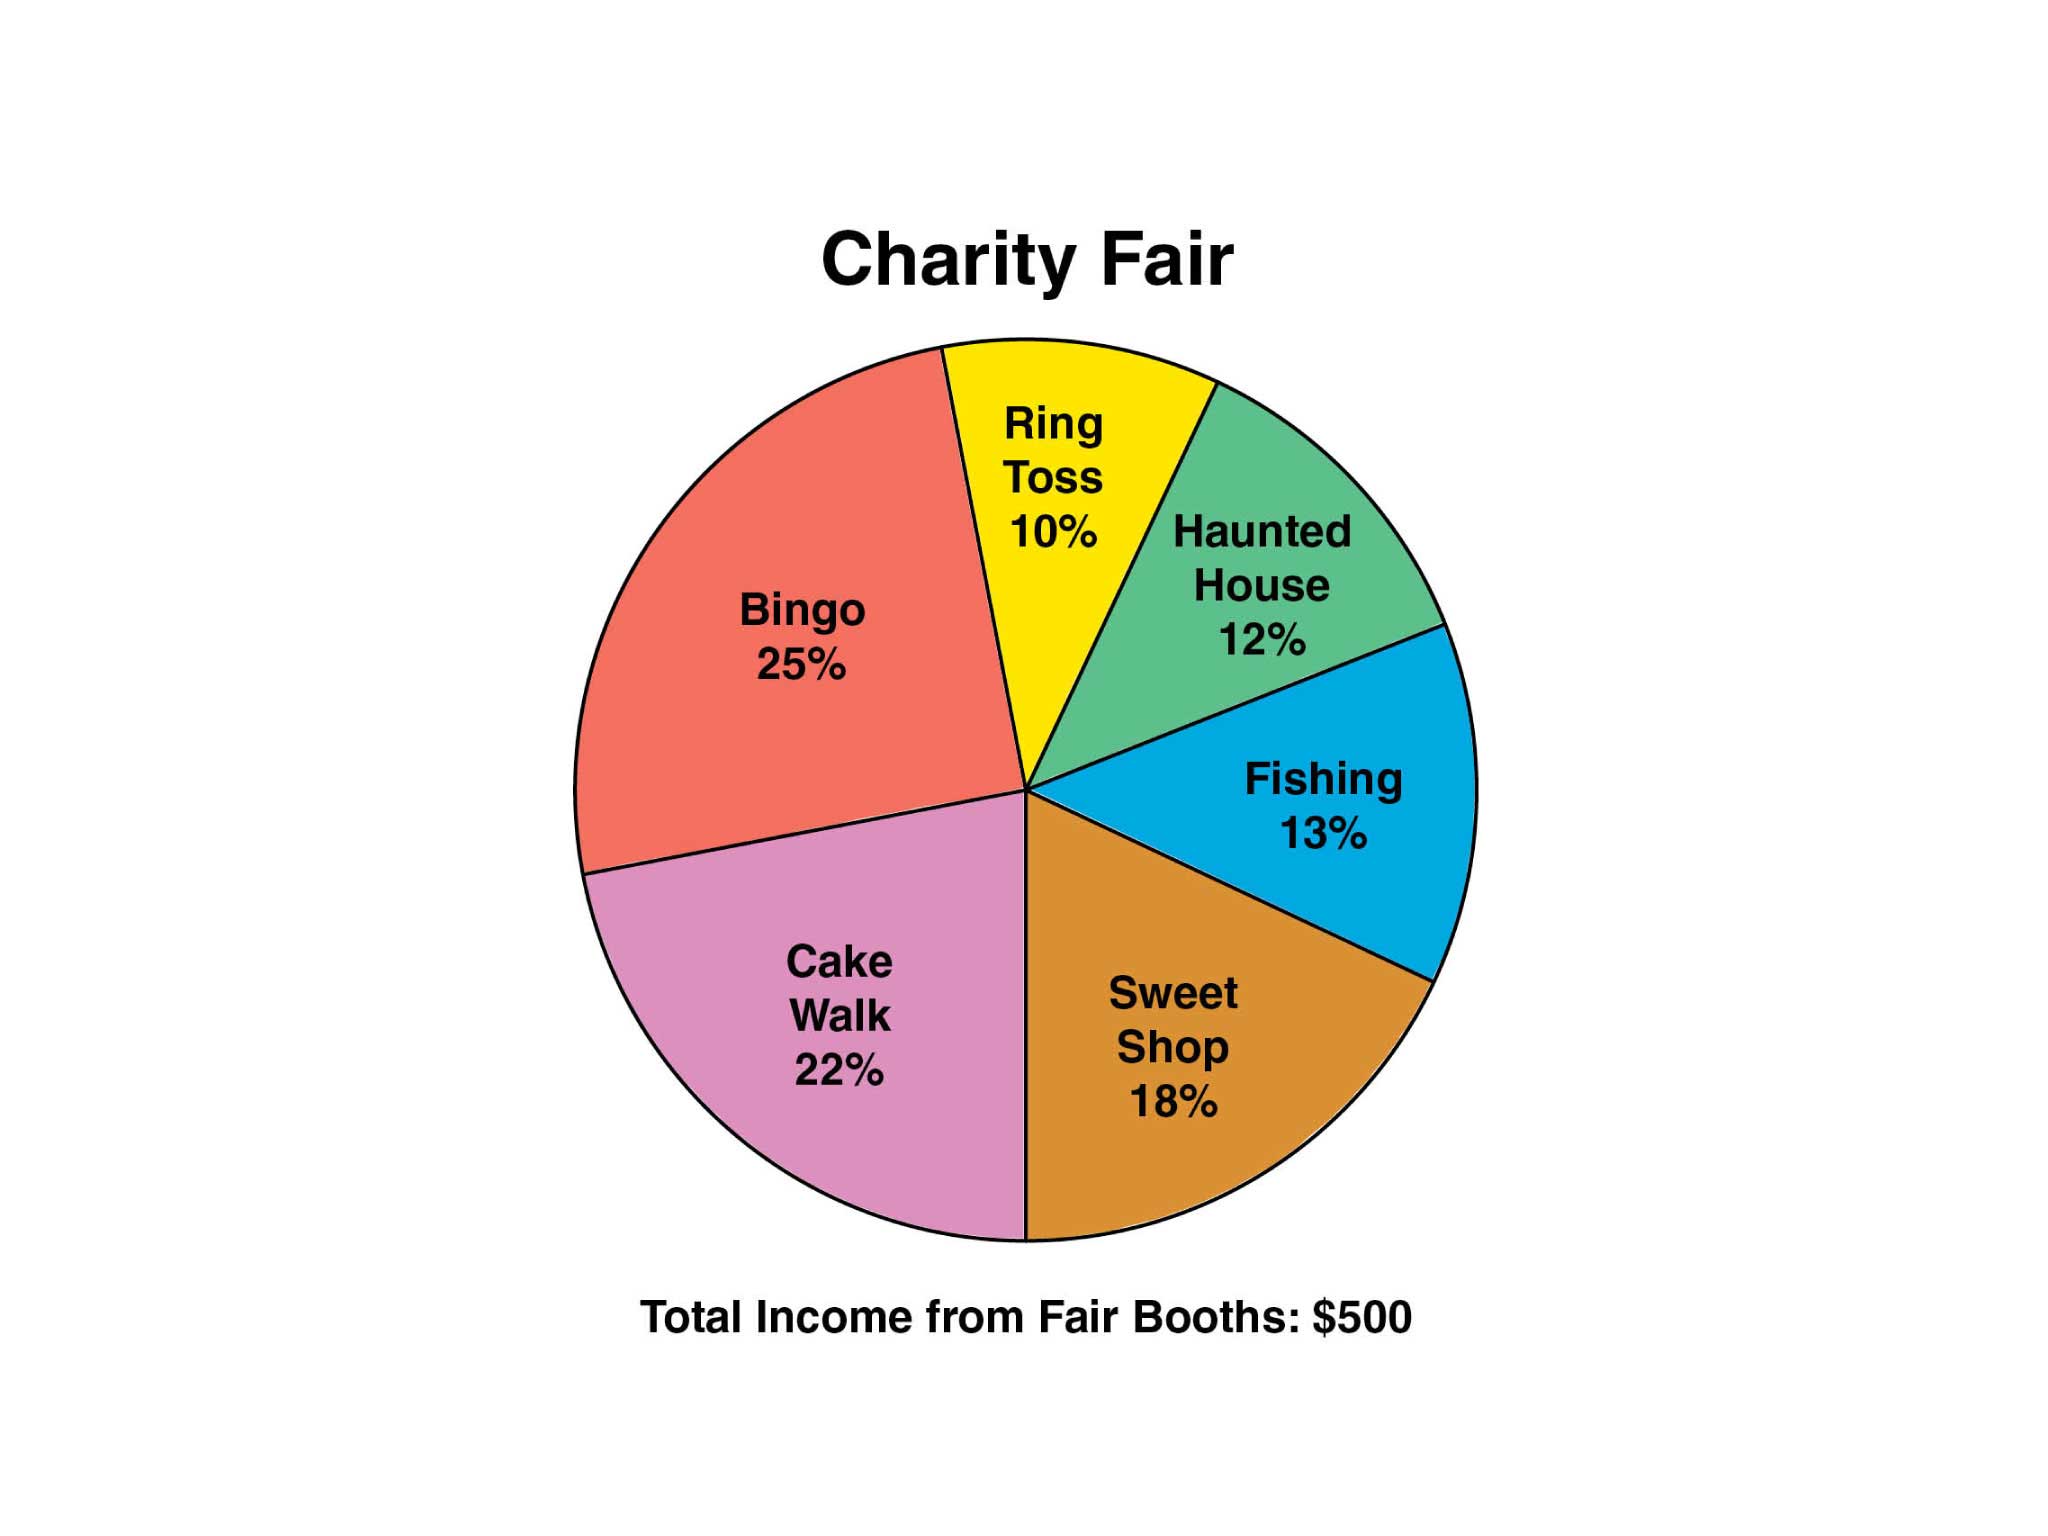 Charity Fair
Ring
Toss
10%
Haunted
House
12%
Bingo
25%
Fishing
13%
Cake
Walk
22%
Sweet
Shop
18%
Total Income from Fair Booths: $500